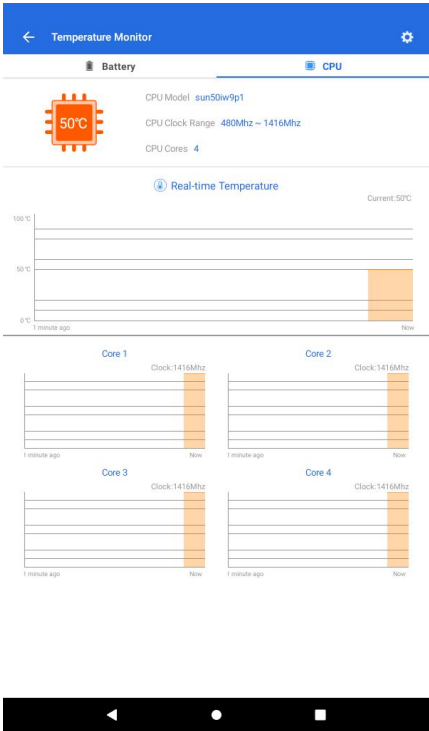 Temperature Monitor
Battery
CPU
50℃
CPU Model sun50iw9p1
CPU Clock Range 480Mhz ~ 1416Mhz
CPU Cores 4
Real-time Temperature
Current:50℃
100 ℃
50 ℃
0 ℃
1 minute ago Now
Core 1 Core 2
Clock:1416Mhz Clock:1416Mhz
1 minute ago Now 1 minute ago Now
Core 3 Core 4
Clock:1416Mhz Clock:1416Mhz
1 minute ago Now 1 minute ago Now